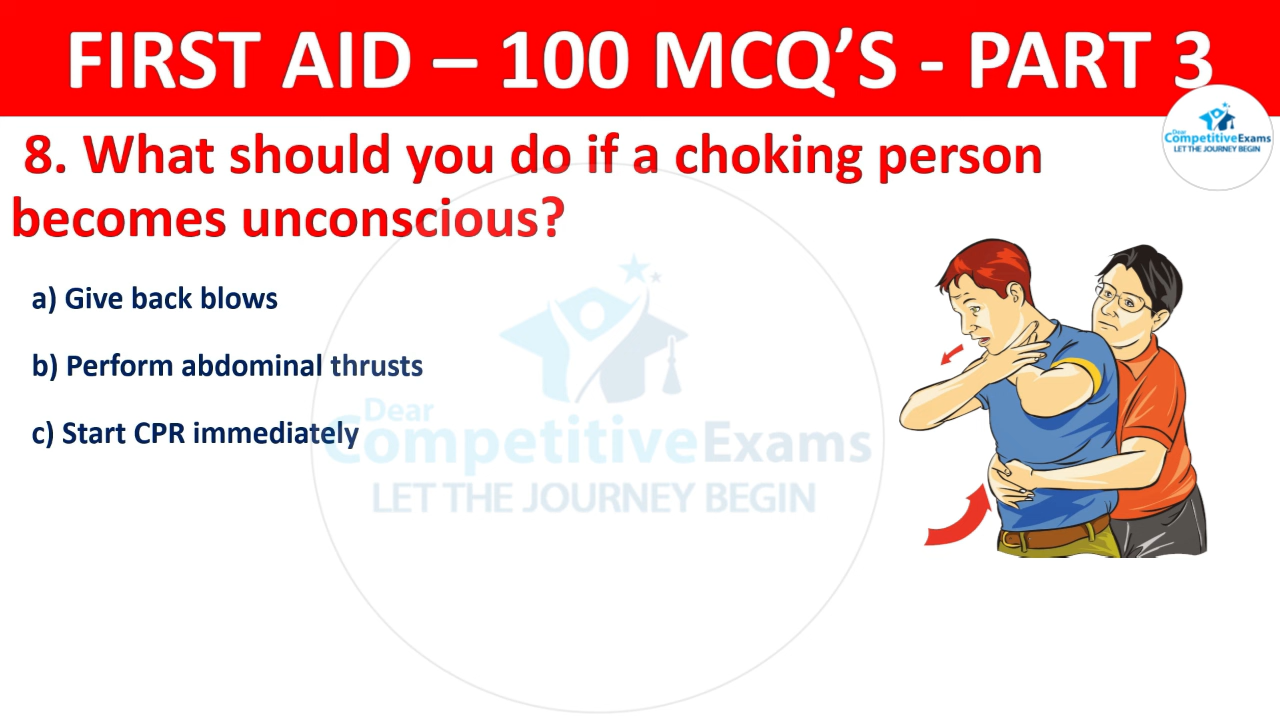 FIRST AID – 100 MCQ’S - PART 3
Dear
CompetitiveExams
LET THE JOURNEY BEGIN
8. What should you do if a choking person
becomes unconscious?
a) Give back blows
b) Perform abdominal thrusts
c) Start CPR immediately
Dear
CompetitiveExams
LET THE JOURNEY BEGIN